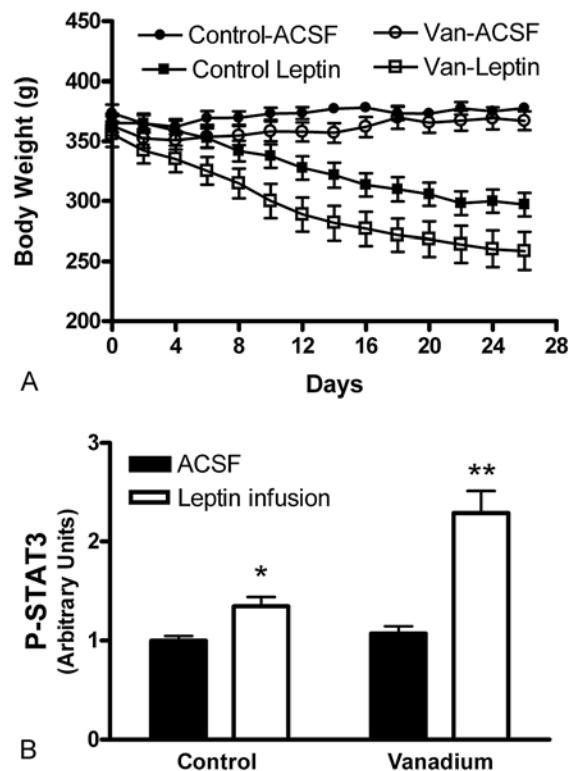 450
400
350
300
250
200
Body Weight (g)
Control-ACSF
Van-ACSF
Control Leptin
Van-Leptin
0 4 8 12 16 20 24 28
Days
A
3
2
1
0
P-STAT3
(Arbitrary Units)
ACSF
Leptin infusion
*
**
Control Vanadium
B